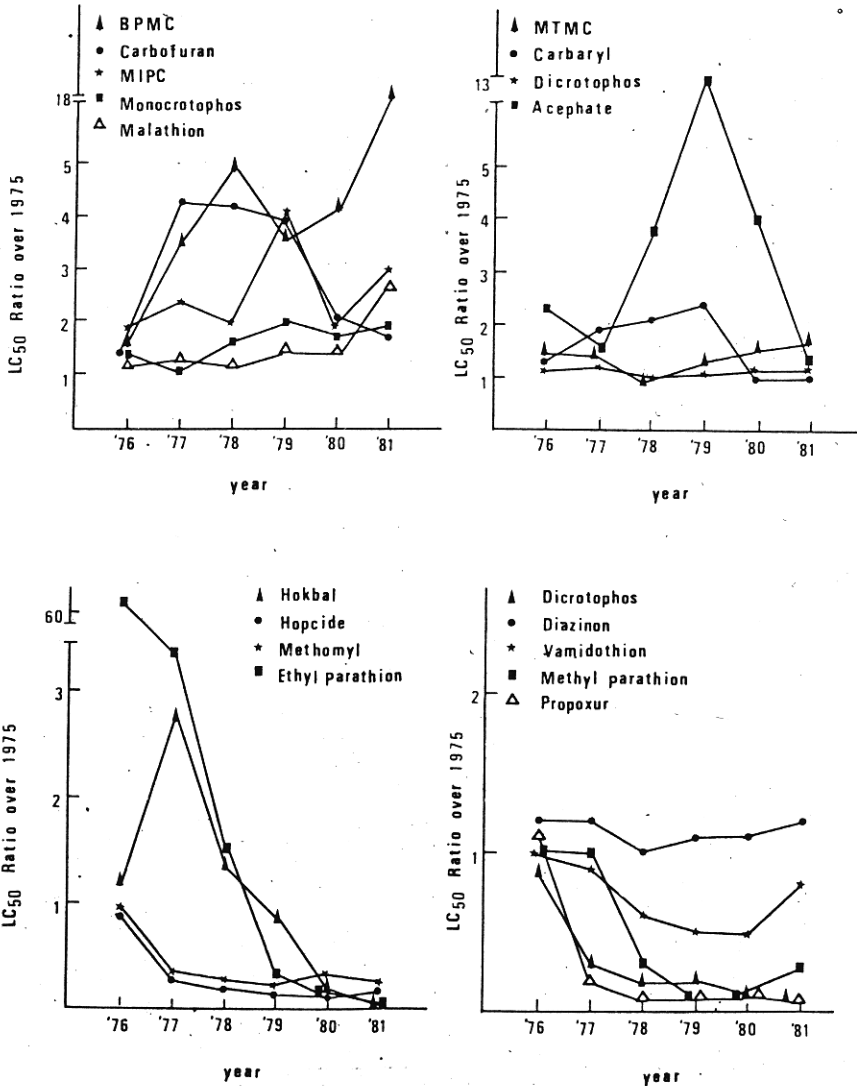 BPMC
Carbofuran
MIPC
Monocrotophos
Malathion
18
5
4
3
2
1
LC50 Ratio over 1975
'76 '77 '78 '79 '80 '81
year
MTMC
Carbaryl
Dicrotophos
Acephate
13
5
4
3
2
1
LC50 Ratio over 1975
'76 '77 '78 '79 '80 '81
year
Hokbal
Hopcide
Methomyl
Ethyl parathion
60
3
2
1
LC50 Ratio over 1975
'76 '77 '78 '79 '80 '81
year
Dicrotophos
Diazinon
Vamidothion
Methyl parathion
Propoxur
2
1
LC50 Ratio over 1975
'76 '77 '78 '79 '80 '81
year